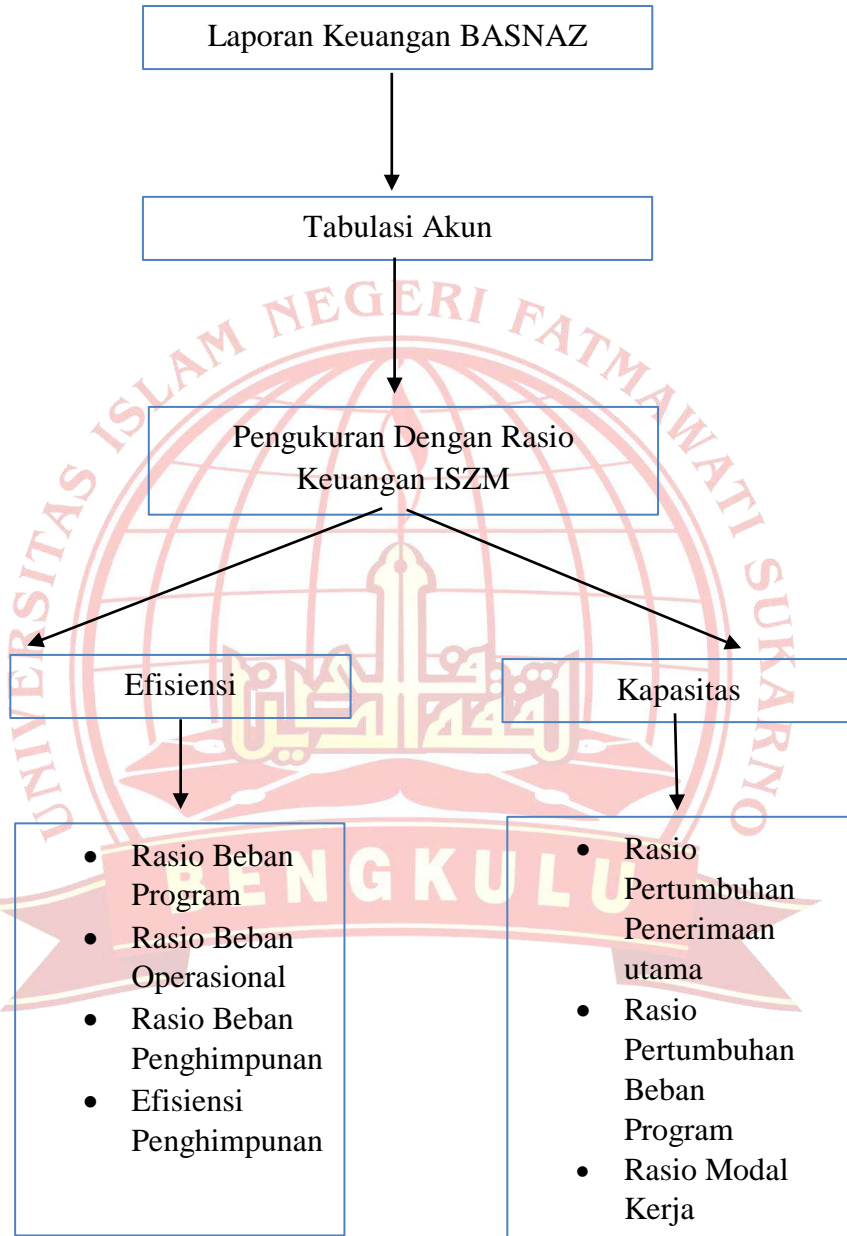 Laporan Keuangan BASNAZ
Tabulasi Akun
UNIVERSITAS ISLAM NEGERI FATMAWATI SUKARNO
Pengukuran Dengan Rasio
Keuangan ISZM
Efisiensi
Kapasitas
BENGKULU
• Rasio Beban
Program
• Rasio Beban
Operasional
• Rasio Beban
Penghimpunan
• Efisiensi
Penghimpunan
• Rasio
Pertumbuhan
Penerimaan
utama
• Rasio
Pertumbuhan
Beban
Program
• Rasio Modal
Kerja